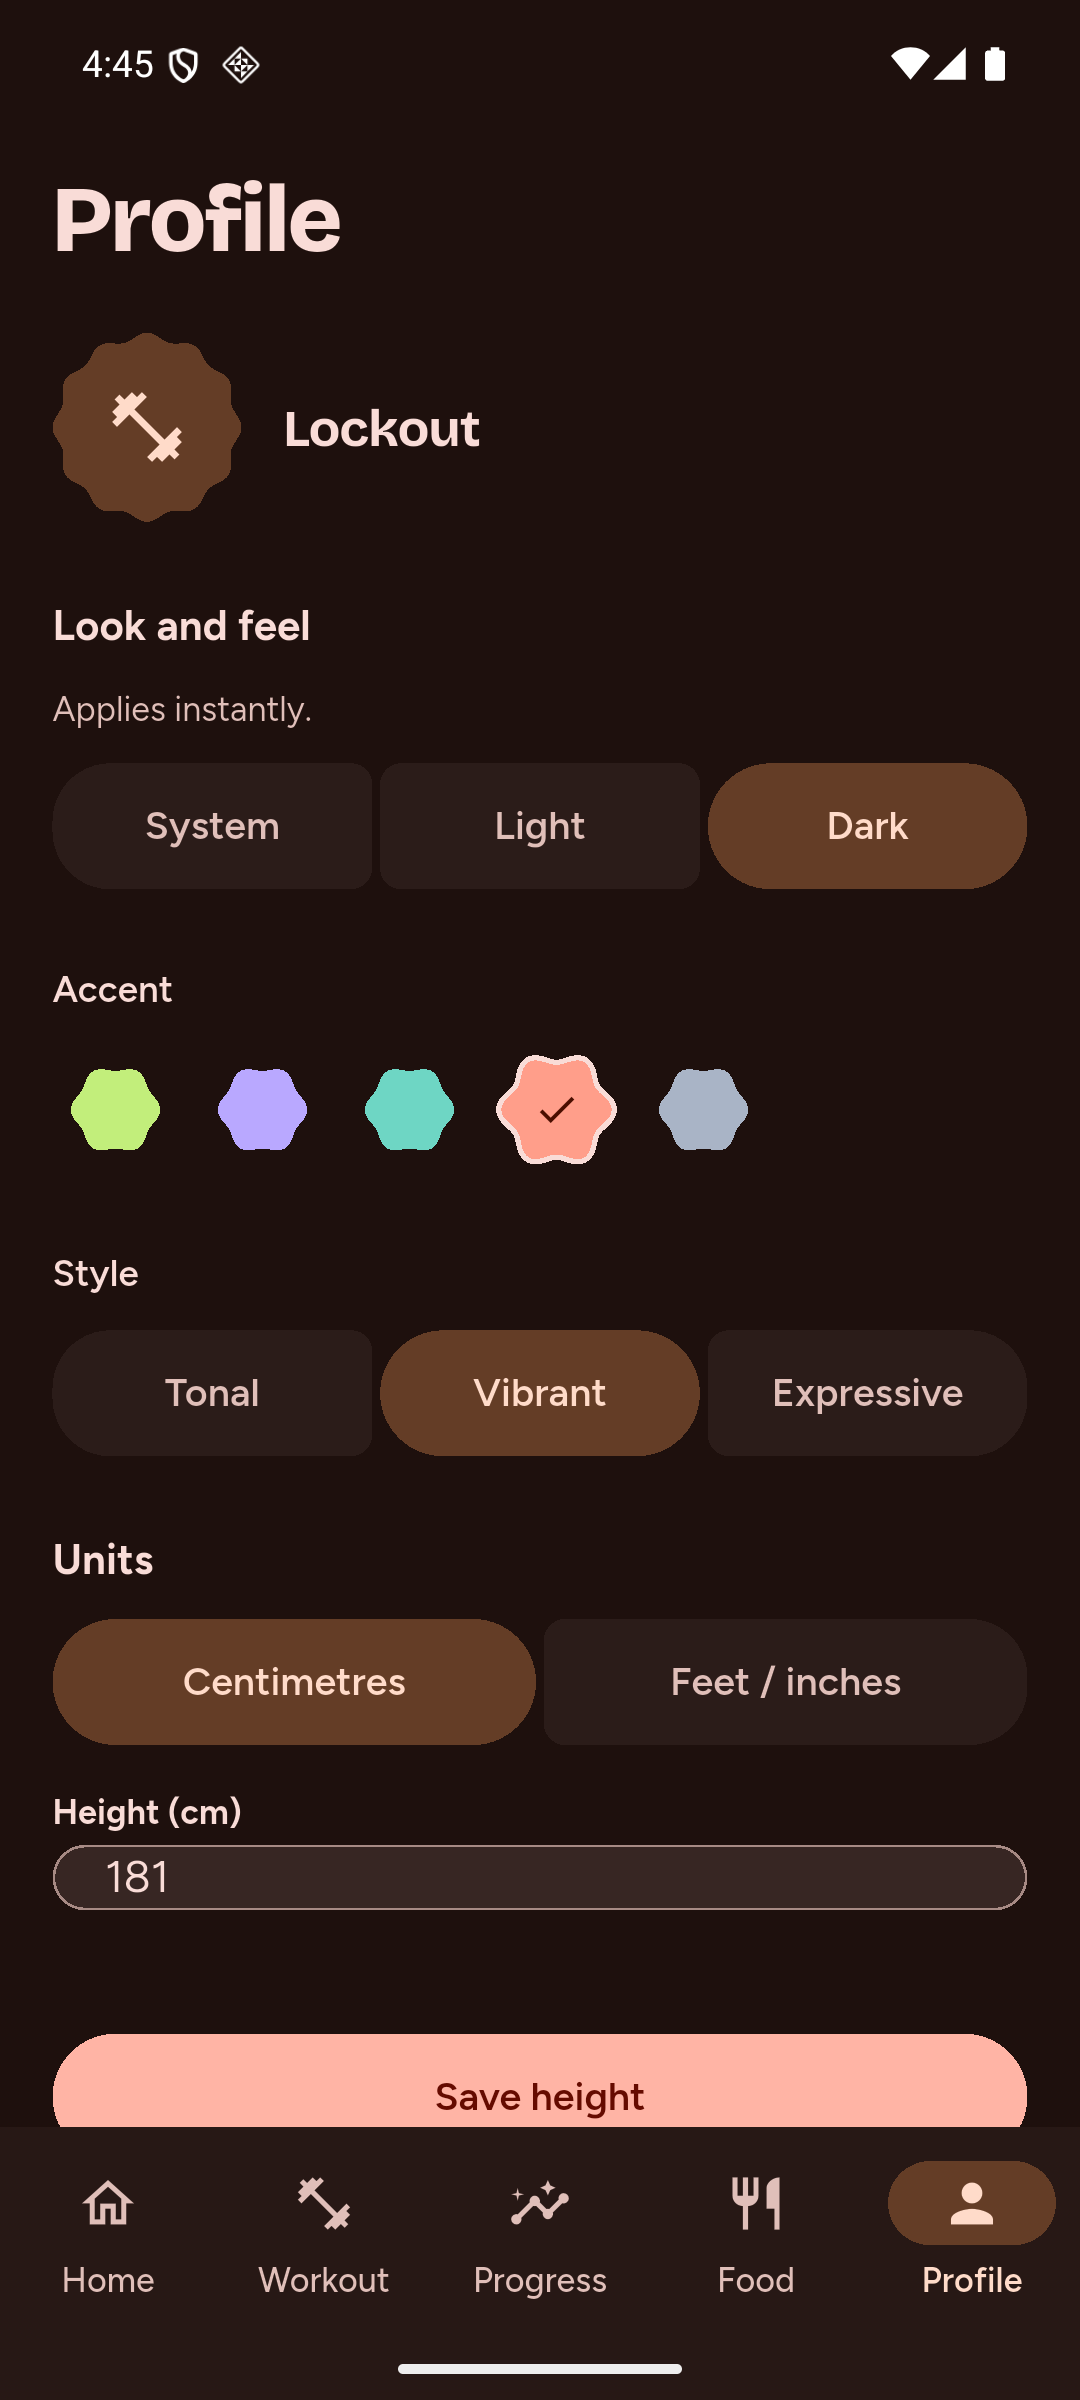 4:45
Profile
Lockout
Look and feel
Applies instantly.
System Light Dark
Accent
Style
Tonal Vibrant Expressive
Units
Centimetres Feet / inches
Height (cm)
181
Save height
Home Workout Progress Food Profile